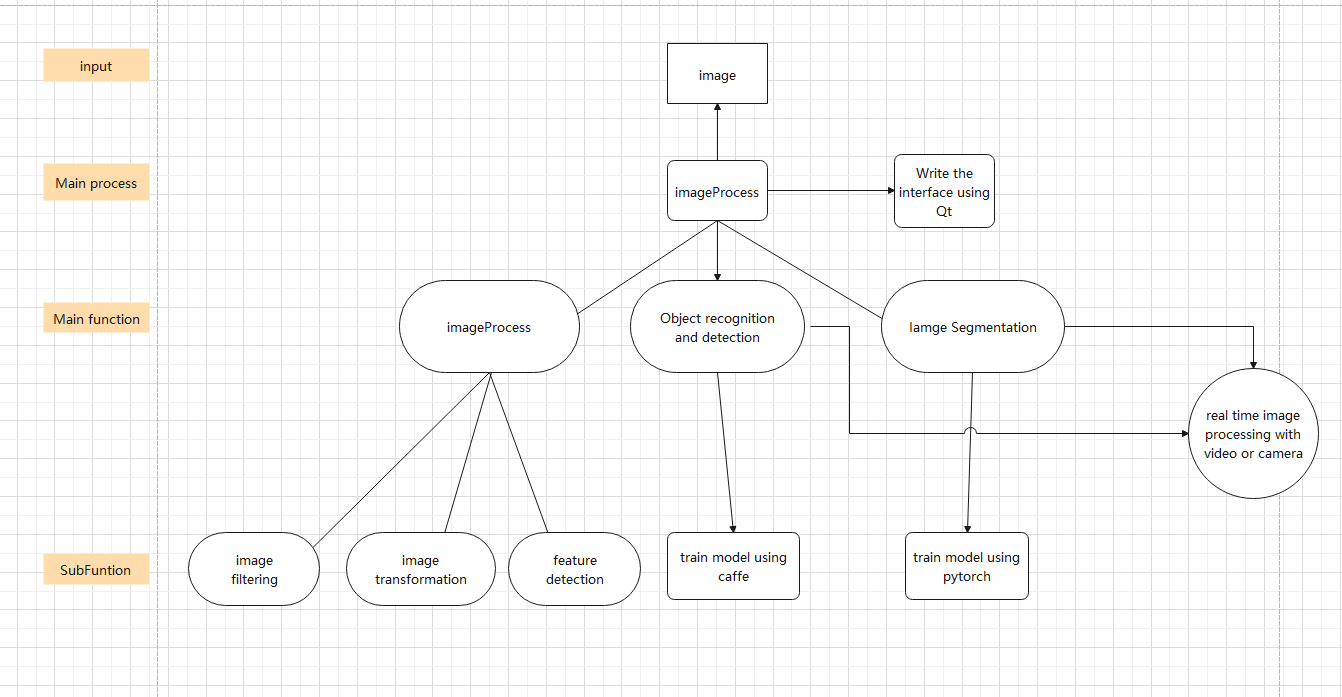 input
image
Main process
imageProcess
Write the
interface using
Qt
Main function
imageProcess
Object recognition
and detection
Iamge Segmentation
real time image
processing with
video or camera
SubFuntion
image
filtering
image
transformation
feature
detection
train model using
caffe
train model using
pytorch